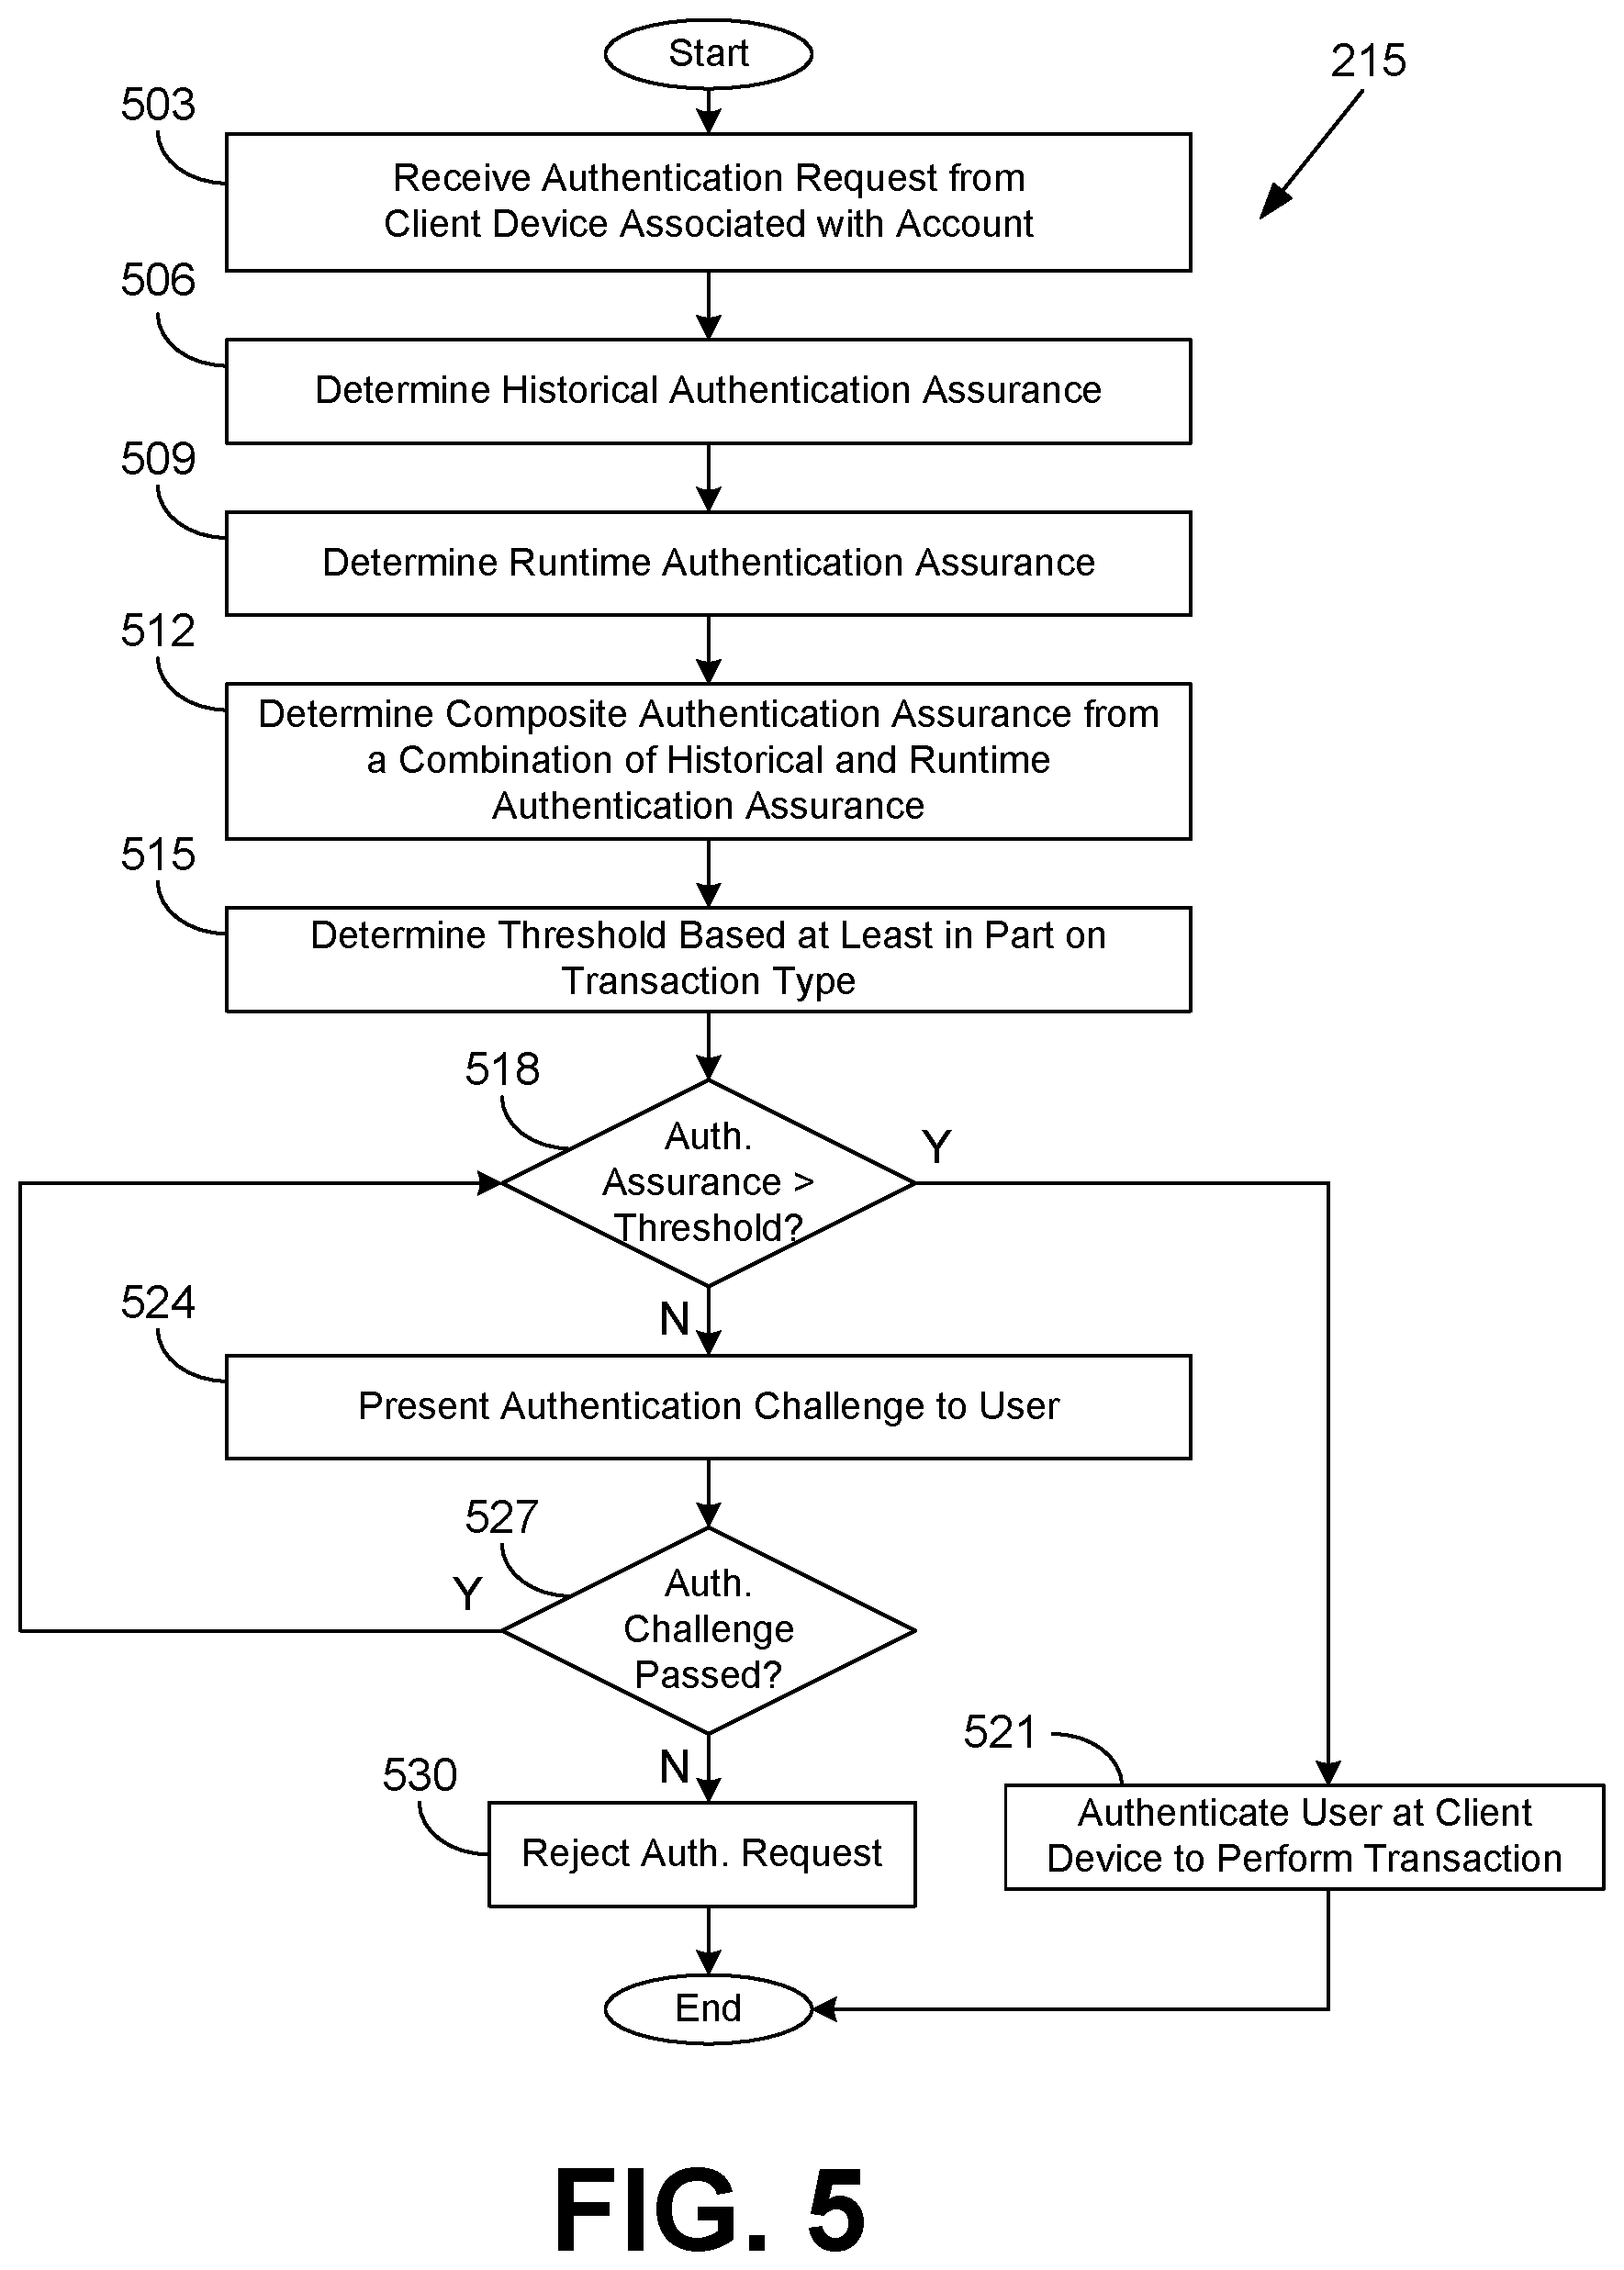 Start
215
503
Receive Authentication Request from
Client Device Associated with Account
506
Determine Historical Authentication Assurance
509
Determine Runtime Authentication Assurance
512
Determine Composite Authentication Assurance from
a Combination of Historical and Runtime
Authentication Assurance
515
Determine Threshold Based at Least in Part on
Transaction Type
518
Auth.
Assurance >
Threshold?
Y
N
524
Present Authentication Challenge to User
527
Auth.
Challenge
Passed?
Y
N
530
Reject Auth. Request
521
Authenticate User at Client
Device to Perform Transaction
End
FIG. 5